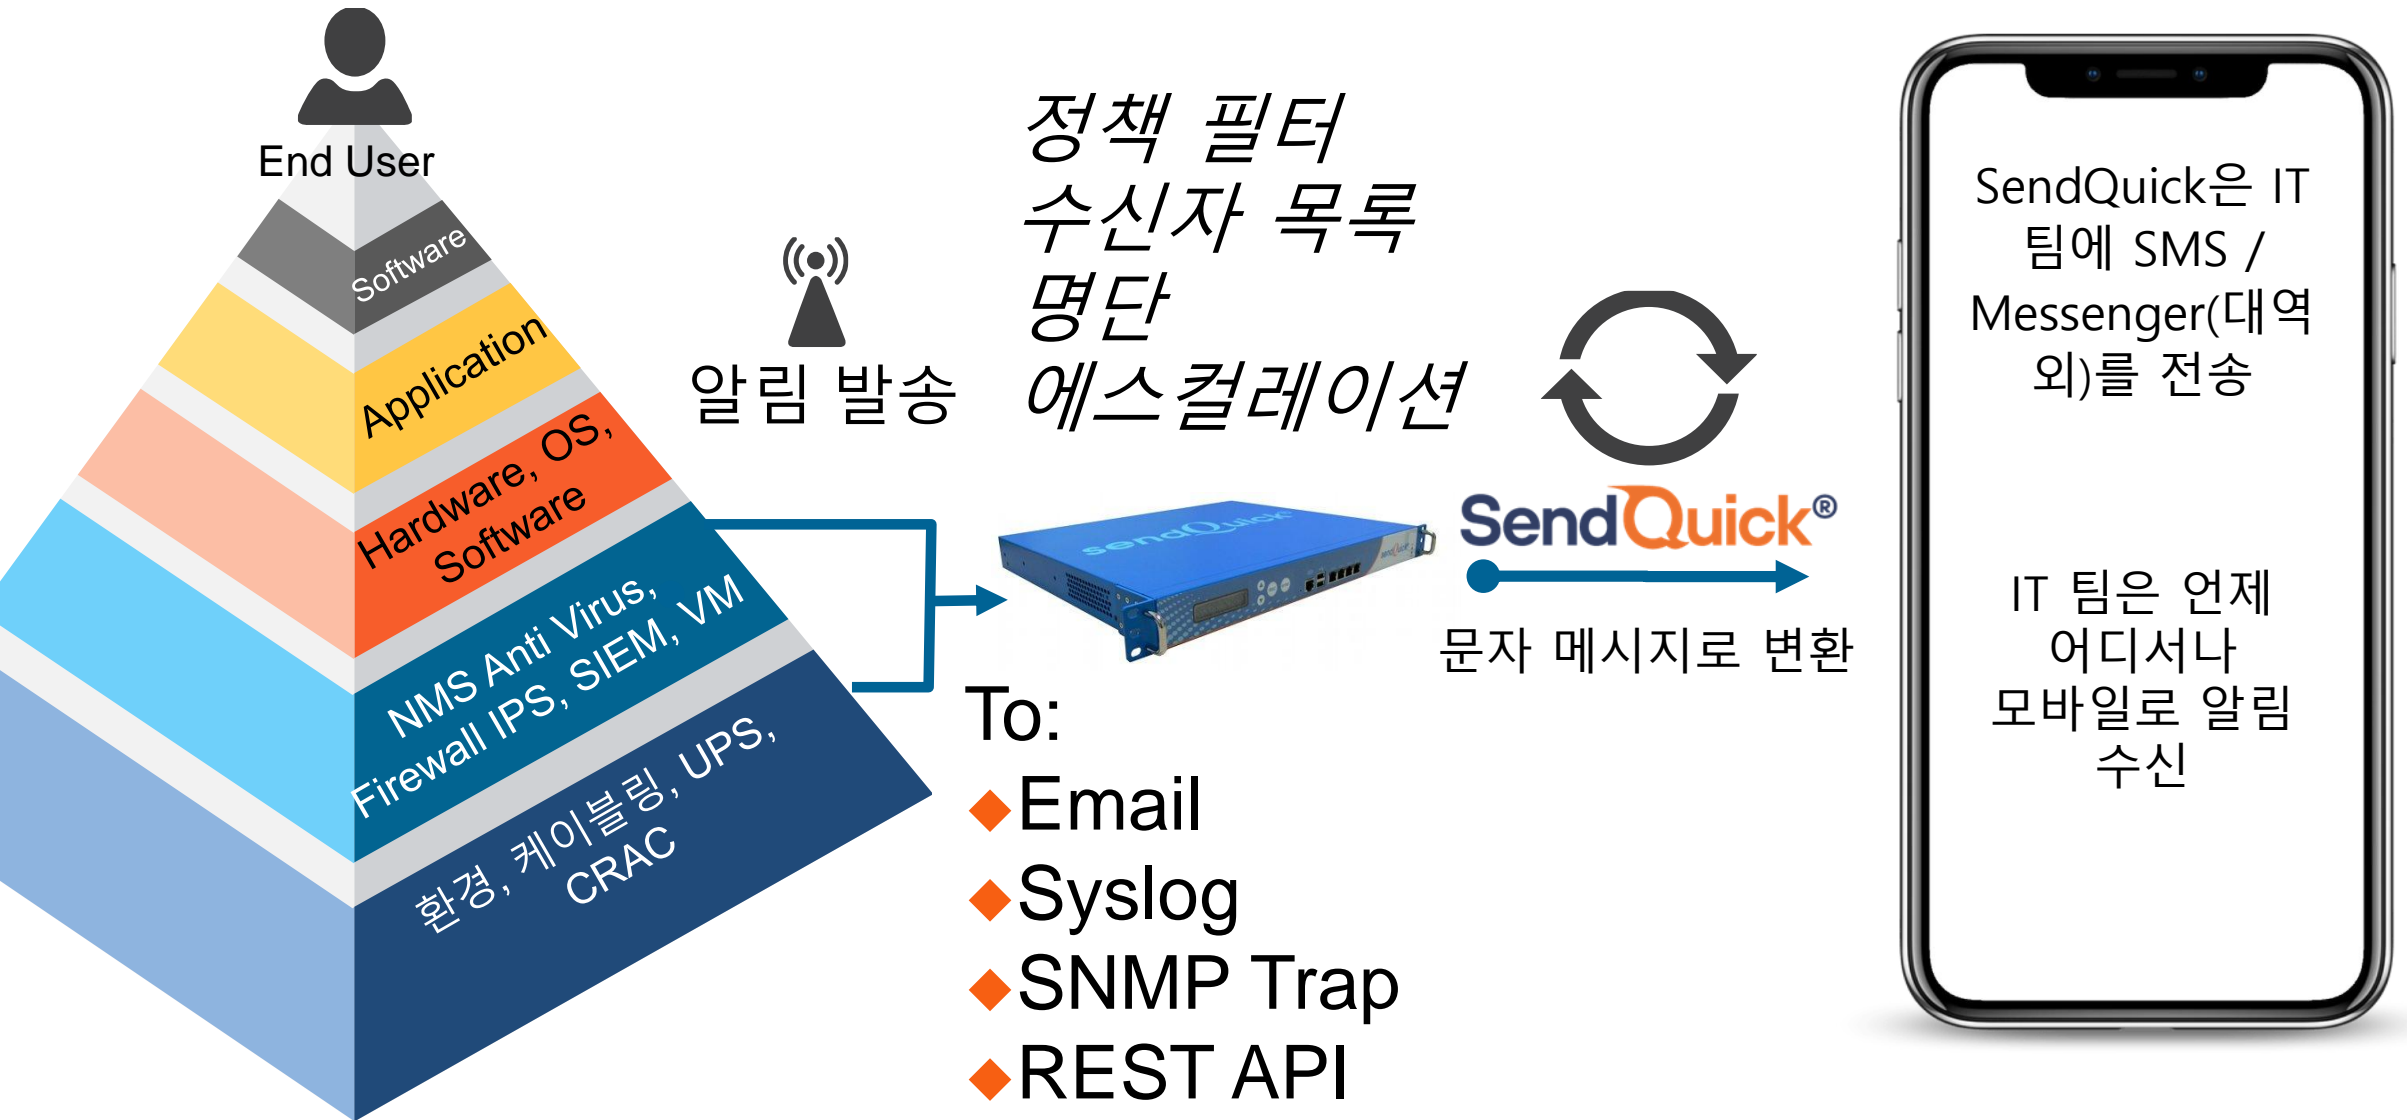 End User
Software
Application
Hardware, OS,
Software
NMS Anti Virus,
Firewall IPS, SIEM, VM
환경, 케이블링, UPS,
CRAC
알림 발송
정책 필터
수신자 목록
명단
에스컬레이션
sendQuick
sendQuick
To:
Email
Syslog
SNMP Trap
REST API
SendQuick®
문자 메시지로 변환
SendQuick은 IT
팀에 SMS /
Messenger(대역
외)를 전송
IT 팀은 언제
어디서나
모바일로 알림
수신